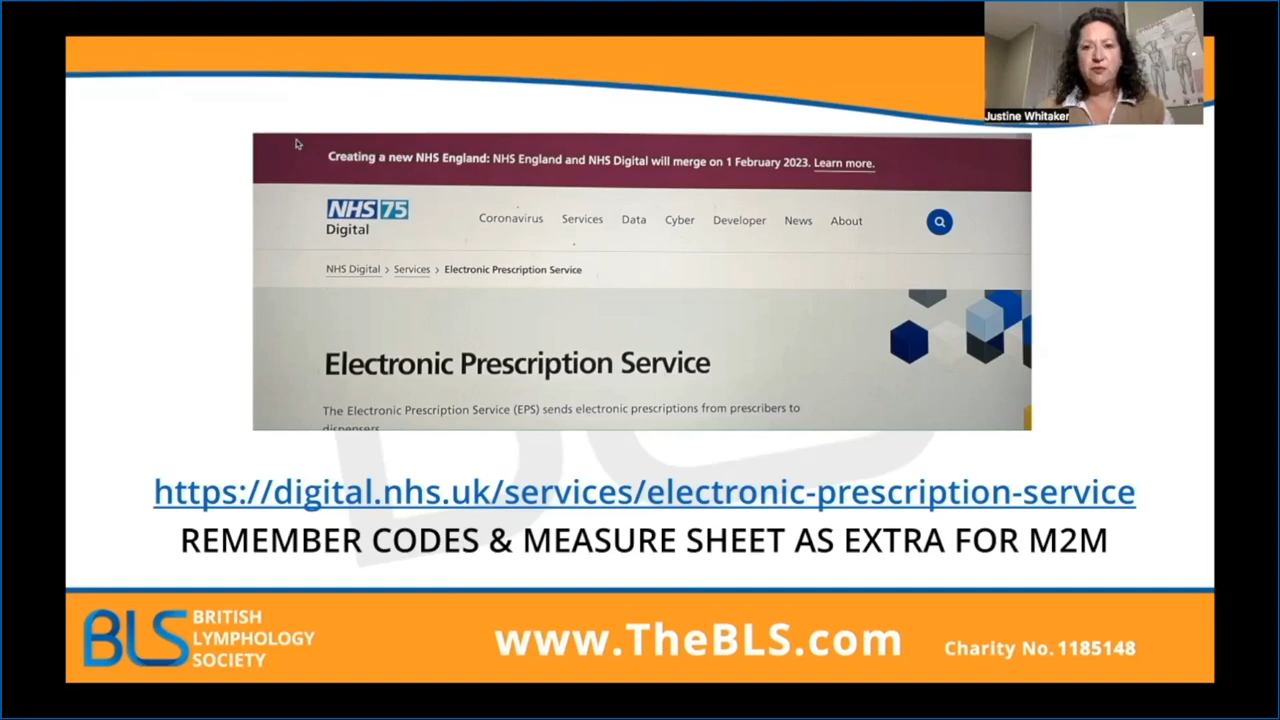 Justine Whitaker
Creating a new NHS England: NHS England and NHS Digital will merge on 1 February 2023. Learn more.
NHS 75
Digital
Coronavirus Services Data Cyber Developer News About
NHS Digital > Services > Electronic Prescription Service
Electronic Prescription Service
The Electronic Prescription Service (EPS) sends electronic prescriptions from prescribers to
dispensers
https://digital.nhs.uk/services/electronic-prescription-service
REMEMBER CODES & MEASURE SHEET AS EXTRA FOR M2M
BLS BRITISH
LYMPHOLOGY
SOCIETY
www.TheBLS.com
Charity No. 1185148